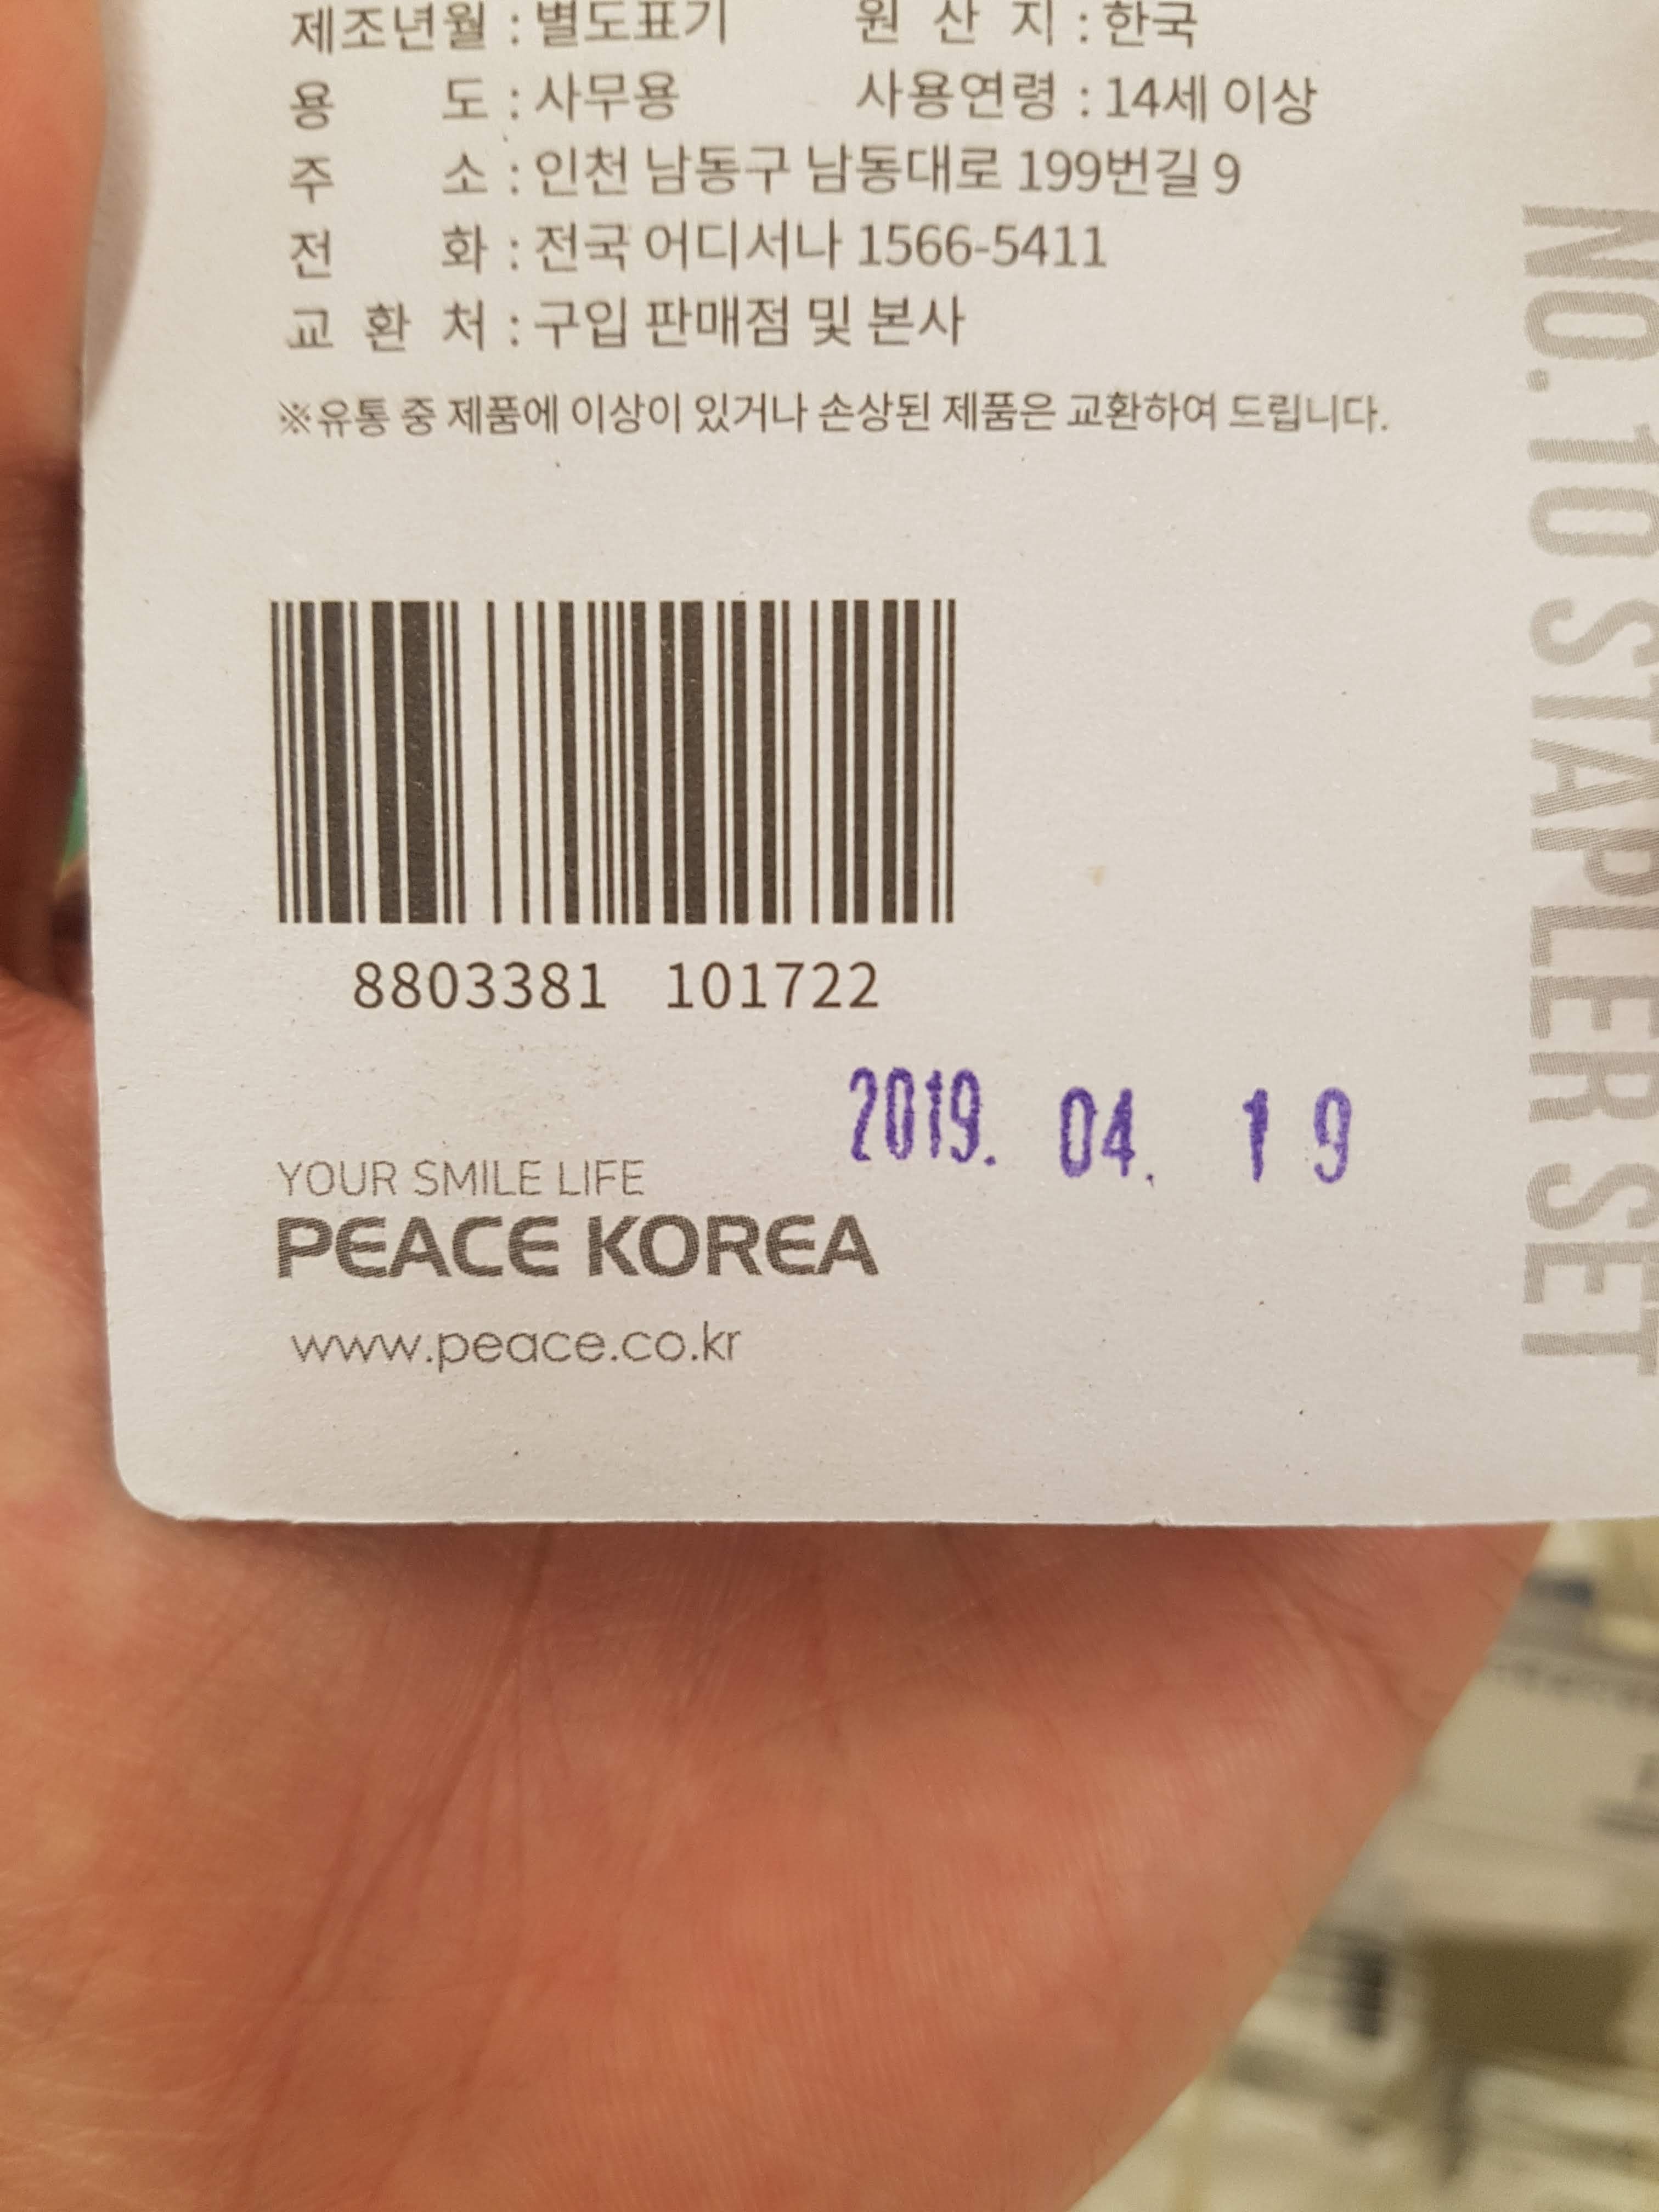 제조년월 : 별도표기 원 산 지 : 한국
용 도 : 사무용 사용연령 : 14세 이상
주 소 : 인천 남동구 남동대로 199번길 9
전 화 : 전국 어디서나 1566-5411
교 환 처 : 구입 판매점 및 본사
※유통 중 제품에 이상이 있거나 손상된 제품은 교환하여 드립니다.
8803381 101722
2019. 04. 19
YOUR SMILE LIFE
PEACE KOREA
www.peace.co.kr
NO. 10 STAPLER SET